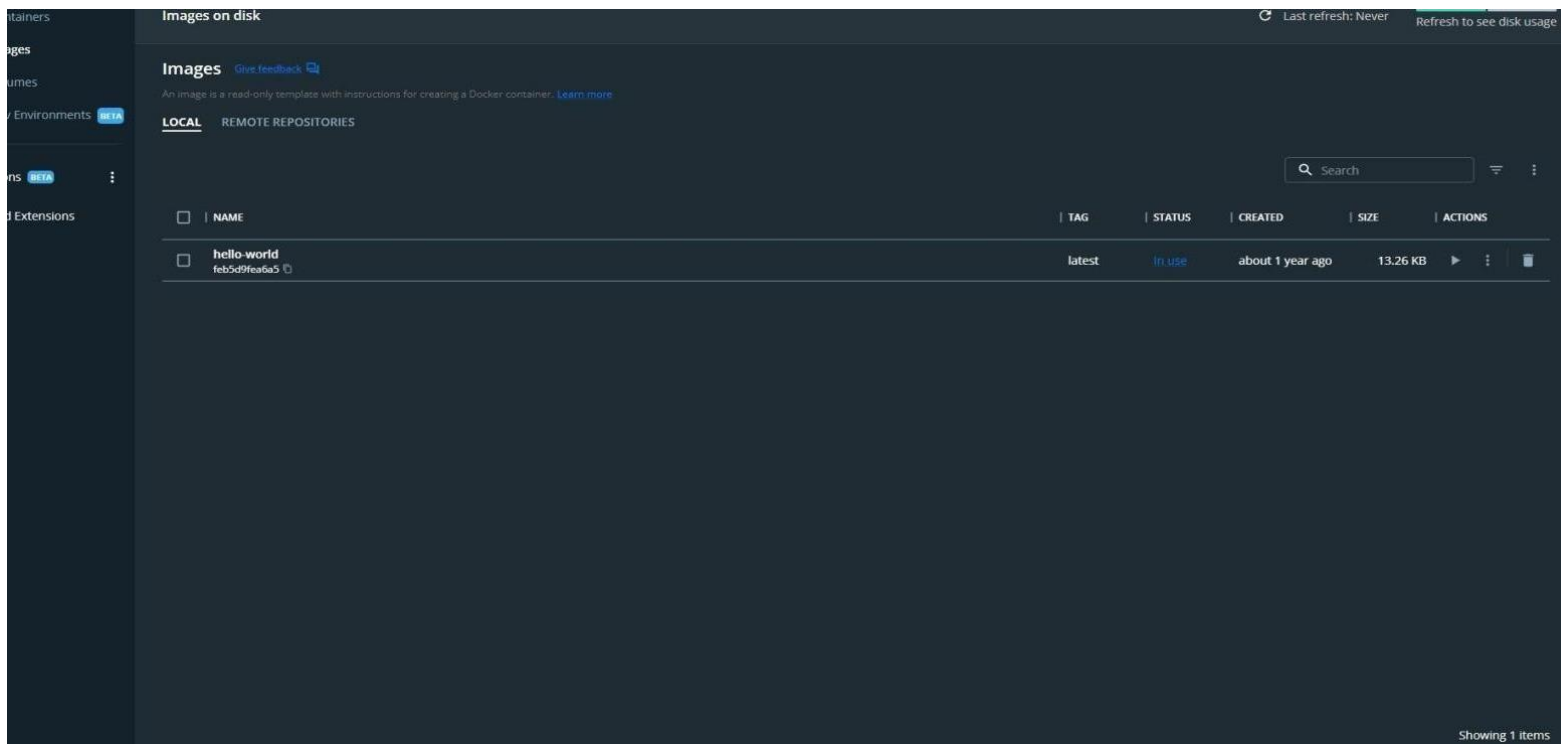 ntainers
ages
umes
v Environments BETA
ons BETA
d Extensions
Images on disk
Last refresh: Never
Refresh to see disk usage
Images Give feedback
An image is a read-only template with instructions for creating a Docker container. Learn more
LOCAL REMOTE REPOSITORIES
Search
NAME TAG STATUS CREATED SIZE ACTIONS
hello-world latest In use about 1 year ago 13.26 KB
feb5d9fea6a5
Showing 1 items